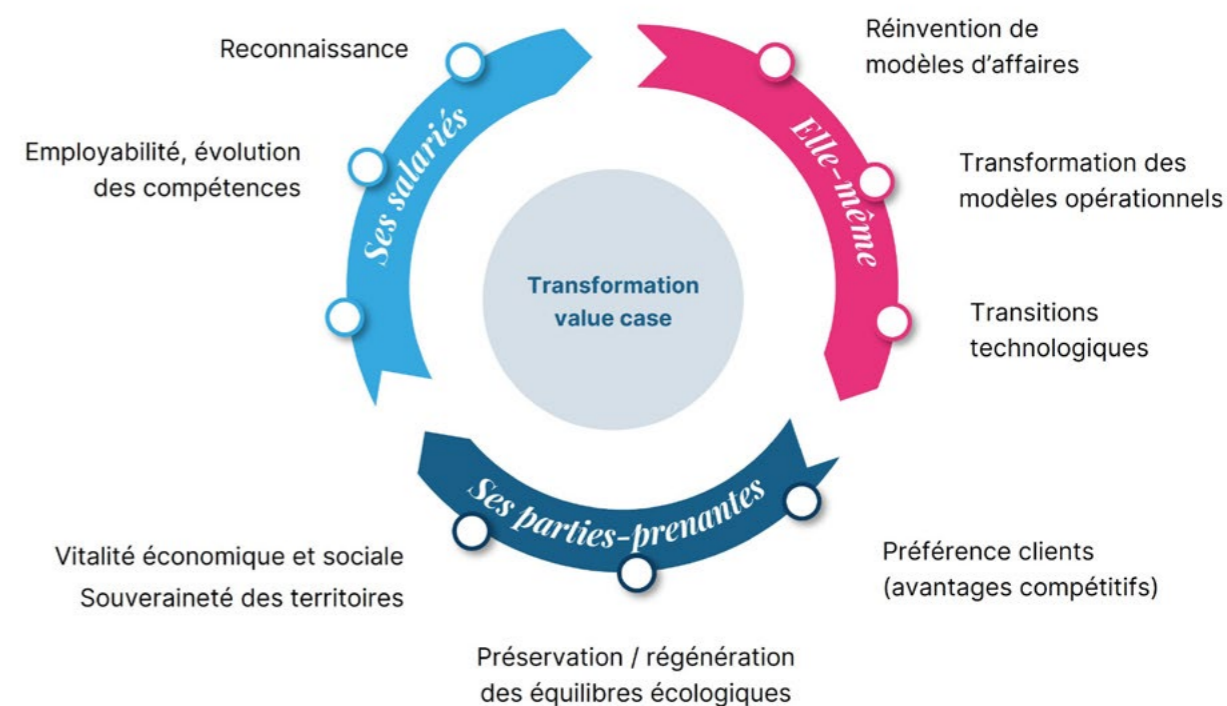 Reconnaissance
Employabilité, évolution
des compétences
Ses salariés
Réinvention de
modèles d’affaires
Elle-même
Transformation des
modèles opérationnels
Transitions
technologiques
Transformation
value case
Ses parties-prenantes
Préférence clients
(avantages compétitifs)
Vitalité économique et sociale
Souveraineté des territoires
Préservation / régénération
des équilibres écologiques